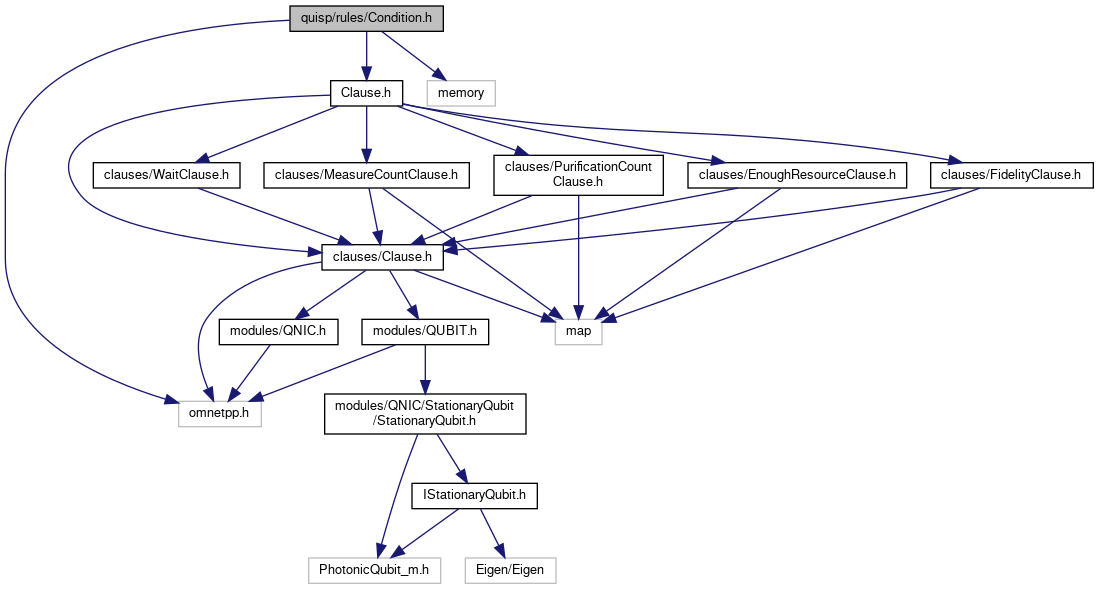 quisp/rules/Condition.h
Clause.h
memory
clauses/WaitClause.h
clauses/MeasureCountClause.h
clauses/PurificationCount
Clause.h
clauses/EnoughResourceClause.h
clauses/FidelityClause.h
clauses/Clause.h
modules/QNIC.h
modules/QUBIT.h
map
omnetpp.h
modules/QNIC/StationaryQubit
/StationaryQubit.h
IStationaryQubit.h
PhotonicQubit_m.h
Eigen/Eigen